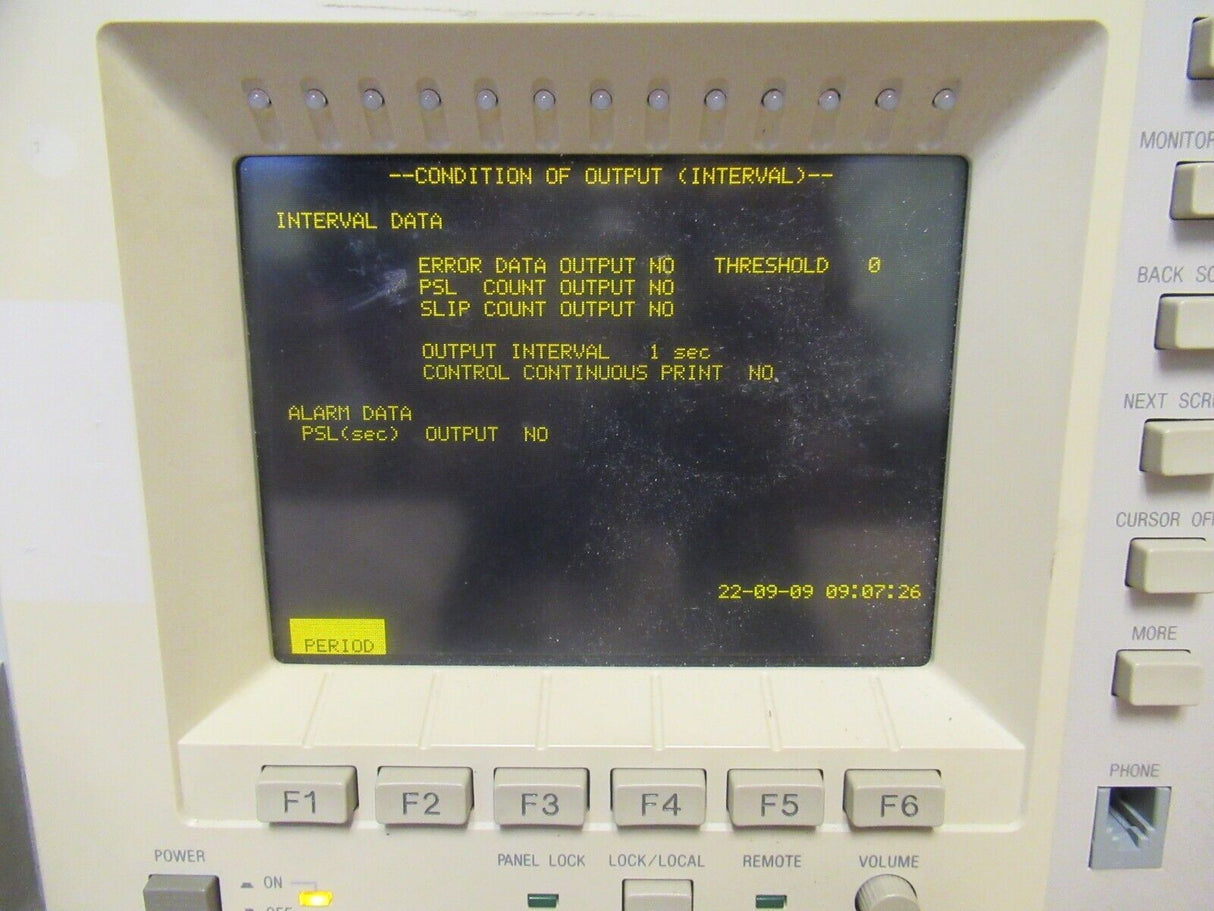 --CONDITION OF OUTPUT (INTERVAL)--
INTERVAL DATA
ERROR DATA OUTPUT NO THRESHOLD 0
PSL COUNT OUTPUT NO
SLIP COUNT OUTPUT NO
OUTPUT INTERVAL 1 sec
CONTROL CONTINUOUS PRINT NO
ALARM DATA
PSL(sec) OUTPUT NO
22-09-09 09:07:26
PERIOD
MONITOR
BACK SC
NEXT SCR
CURSOR OF
MORE
PHONE
F1 F2 F3 F4 F5 F6
POWER PANEL LOCK LOCK/LOCAL REMOTE VOLUME
ON
OFF